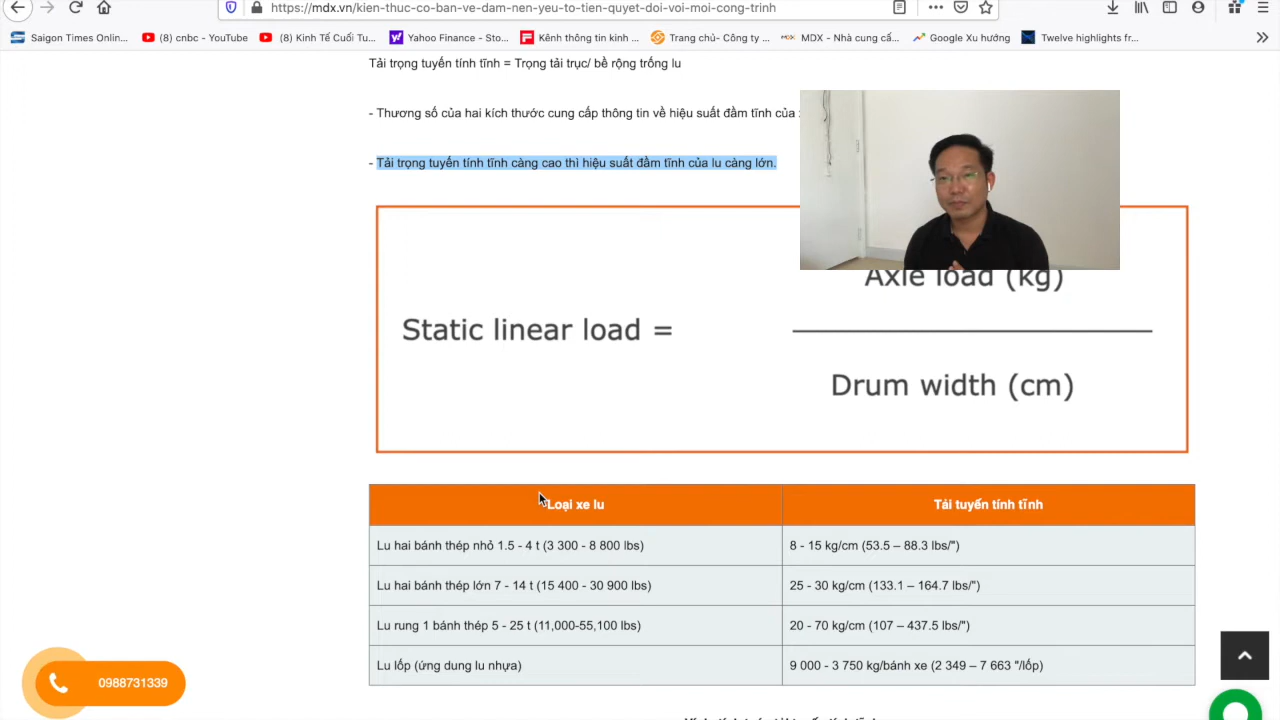 https://mdx.vn/kien-thuc-co-ban-ve-dam-nen-yeu-to-tien-quyet-doi-voi-moi-cong-trinh
Saigon Times Onlin... (8) cnbc - YouTube (8) Kinh Tế Cuối Tu... Yahoo Finance - Sto... Kênh thông tin kinh ... Trang chủ- Công ty ... MDX - Nhà cung cấ... Google Xu hướng Twelve highlights fr...
Tải trọng tuyến tính tĩnh = Trọng tải trục/ bề rộng trống lu
- Thương số của hai kích thước cung cấp thông tin về hiệu suất đầm tĩnh của
- Tải trọng tuyến tính tĩnh càng cao thì hiệu suất đầm tĩnh của lu càng lớn.
Axle load (kg)
Static linear load =
Drum width (cm)
Loại xe lu Tải tuyến tính tĩnh
Lu hai bánh thép nhỏ 1.5 - 4 t (3 300 - 8 800 lbs) 8 - 15 kg/cm (53.5 – 88.3 lbs/")
Lu hai bánh thép lớn 7 - 14 t (15 400 - 30 900 lbs) 25 - 30 kg/cm (133.1 – 164.7 lbs/")
Lu rung 1 bánh thép 5 - 25 t (11,000-55,100 lbs) 20 - 70 kg/cm (107 – 437.5 lbs/")
Lu lốp (ứng dung lu nhựa) 9 000 - 3 750 kg/bánh xe (2 349 – 7 663 "/lốp)
0988731339